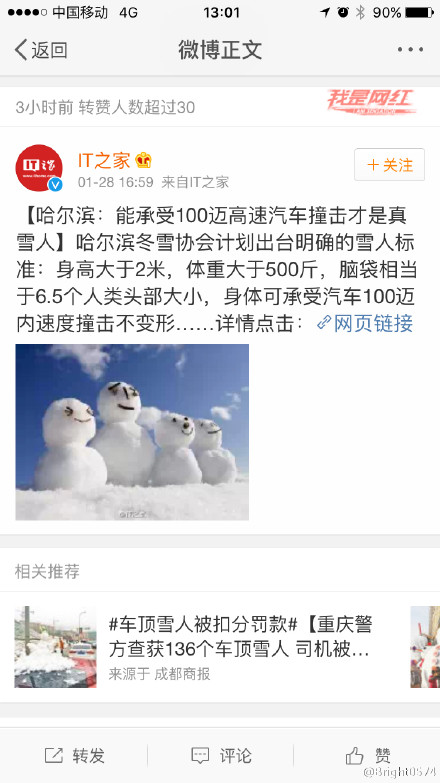 中国移动 4G 13:01 90%
返回 微博正文
3小时前 转赞人数超过30
我是网红
IT之家
IT之家
+关注
01-28 16:59 来自IT之家
【哈尔滨：能承受100迈高速汽车撞击才是真
雪人】哈尔滨冬雪协会计划出台明确的雪人标
准：身高大于2米，体重大于500斤，脑袋相当
于6.5个人类头部大小，身体可承受汽车100迈
内速度撞击不变形……详情点击： 网页链接
相关推荐
#车顶雪人被扣分罚款#【重庆警
方查获136个车顶雪人 司机被...
来源于 成都商报
转发 评论 赞
@Bright0574